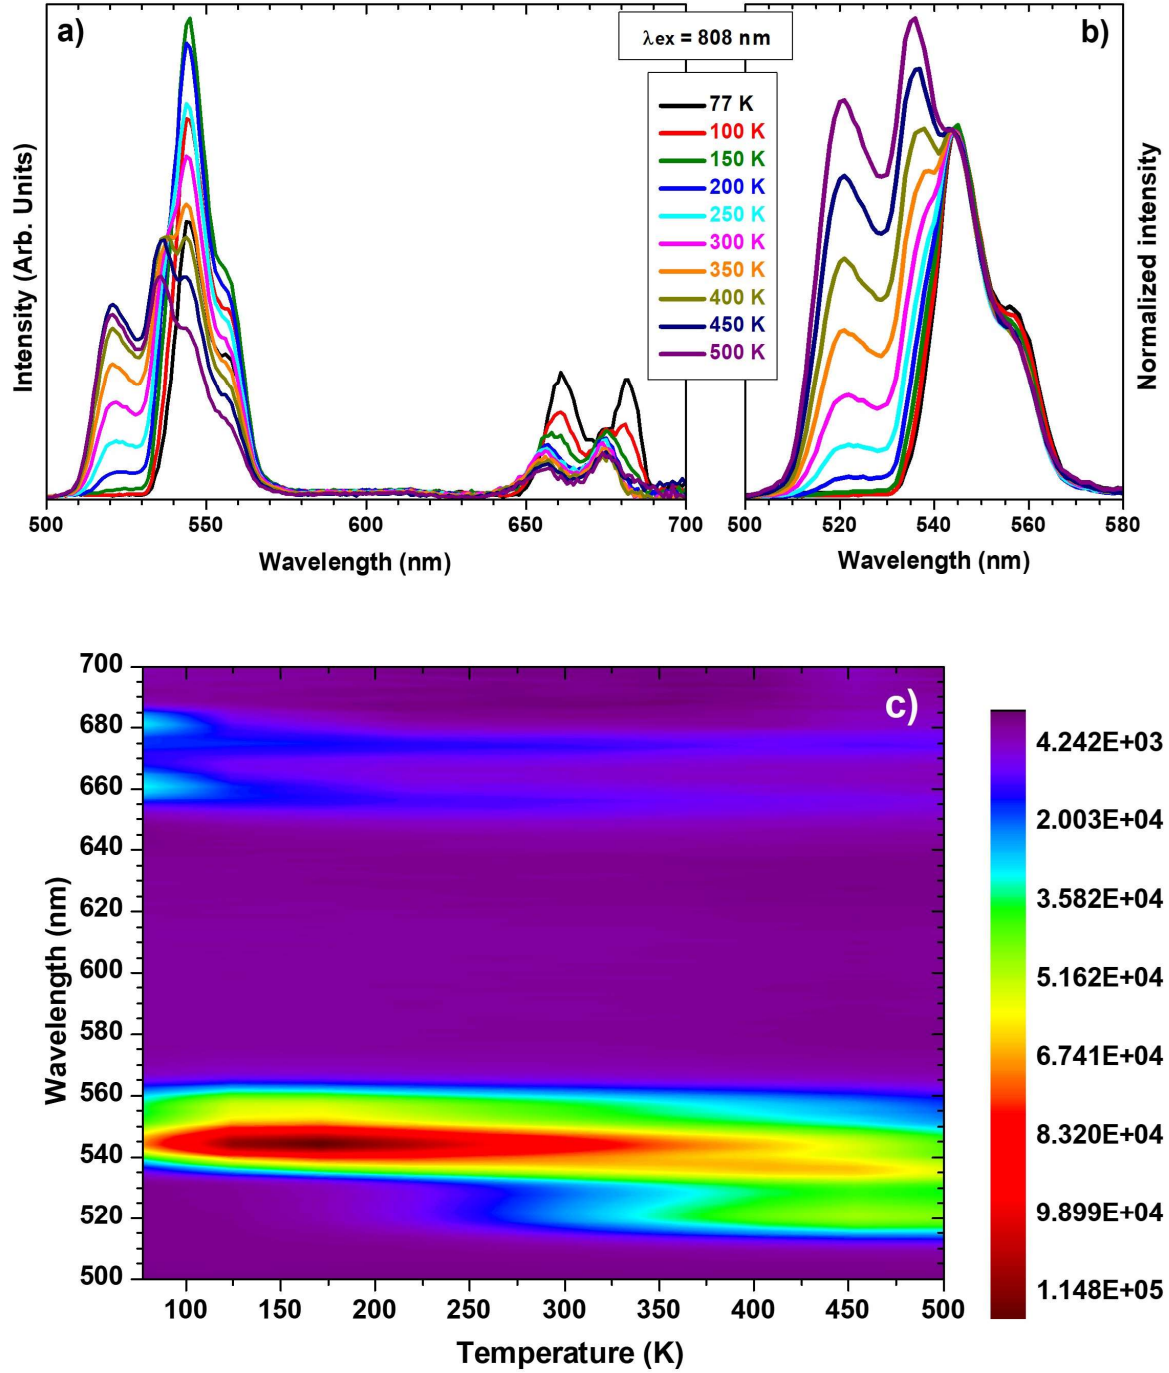 a)
λex = 808 nm
b)
77 K
100 K
150 K
200 K
250 K
300 K
350 K
400 K
450 K
500 K
Intensity (Arb. Units)
Normalized intensity
500 550 600 650 700
Wavelength (nm)
500 520 540 560 580
Wavelength (nm)
c)
700
680
660
640
620
600
580
560
540
520
500
Wavelength (nm)
100 150 200 250 300 350 400 450 500
Temperature (K)
4.242E+03
2.003E+04
3.582E+04
5.162E+04
6.741E+04
8.320E+04
9.899E+04
1.148E+05